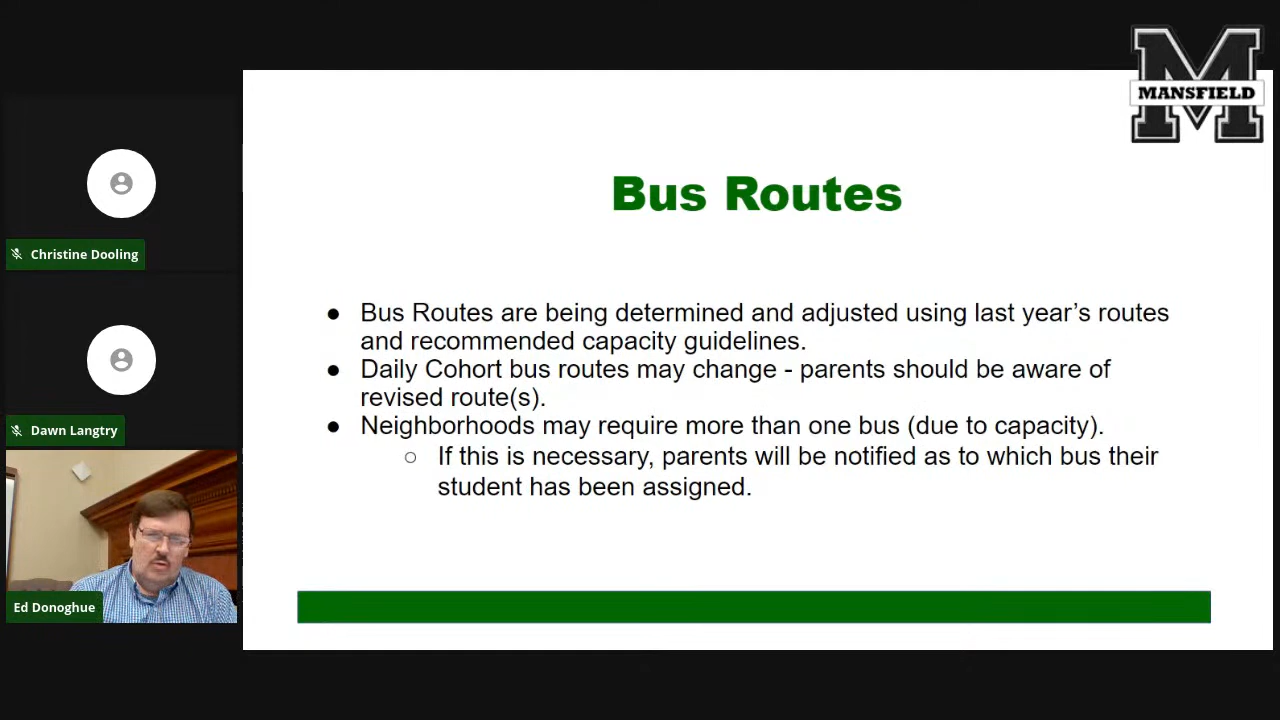 MANSFIELD
Bus Routes
● Bus Routes are being determined and adjusted using last year’s routes
and recommended capacity guidelines.
● Daily Cohort bus routes may change - parents should be aware of
revised route(s).
● Neighborhoods may require more than one bus (due to capacity).
○ If this is necessary, parents will be notified as to which bus their
student has been assigned.
Christine Dooling
Dawn Langtry
Ed Donoghue